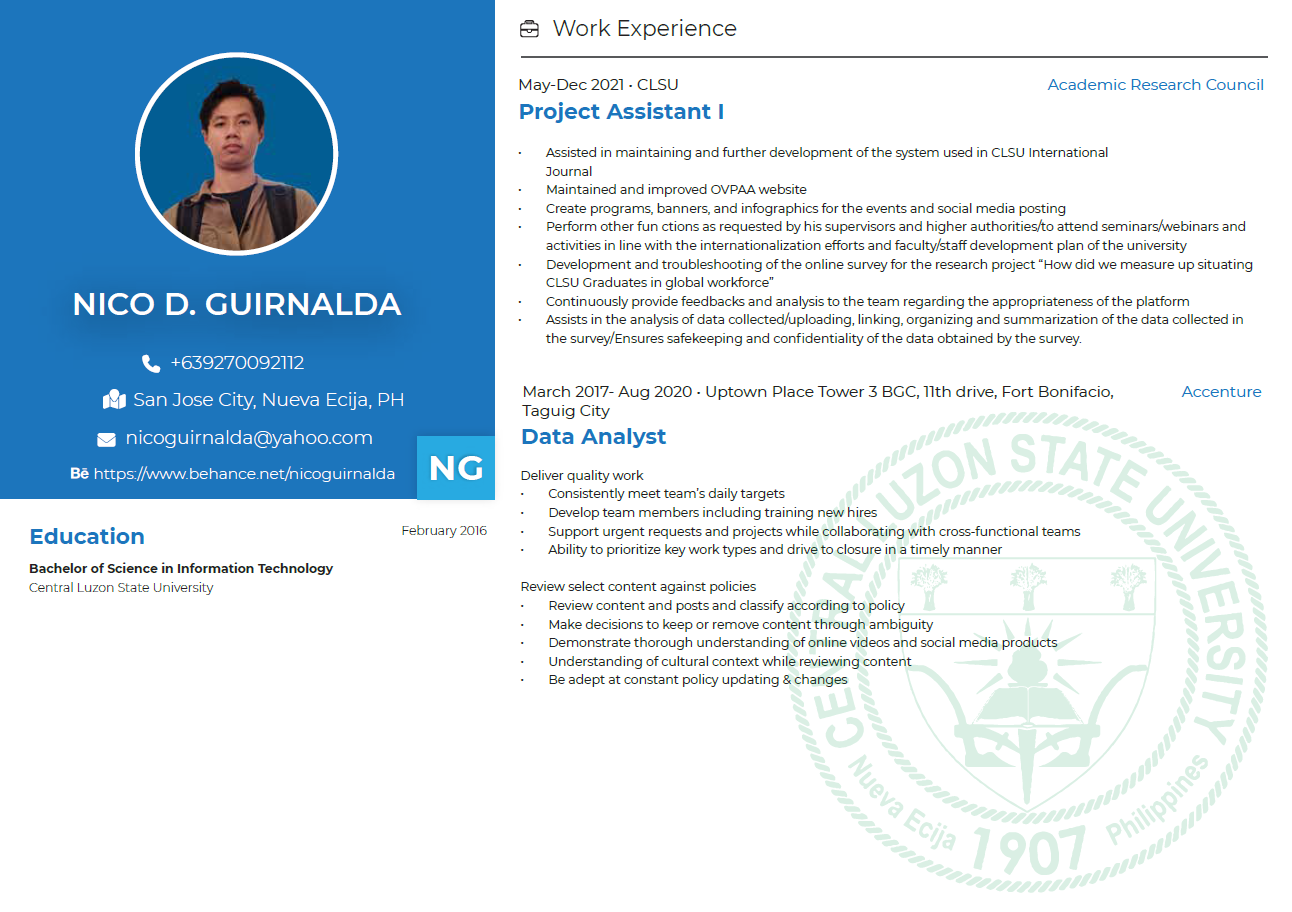 NICO D. GUIRNALDA
+639270092112
San Jose City, Nueva Ecija, PH
nicoguirnalda@yahoo.com
Bē https://www.behance.net/nicoguirnalda
NG
Education
February 2016
Bachelor of Science in Information Technology
Central Luzon State University
Work Experience
May-Dec 2021 • CLSU
Academic Research Council
Project Assistant I
• Assisted in maintaining and further development of the system used in CLSU International
Journal
• Maintained and improved OVPAA website
• Create programs, banners, and infographics for the events and social media posting
• Perform other fun ctions as requested by his supervisors and higher authorities/to attend seminars/webinars and
activities in line with the internationalization efforts and faculty/staff development plan of the university
• Development and troubleshooting of the online survey for the research project “How did we measure up situating
CLSU Graduates in global workforce”
• Continuously provide feedbacks and analysis to the team regarding the appropriateness of the platform
• Assists in the analysis of data collected/uploading, linking, organizing and summarization of the data collected in
the survey/Ensures safekeeping and confidentiality of the data obtained by the survey.
March 2017- Aug 2020 • Uptown Place Tower 3 BGC, 11th drive, Fort Bonifacio,
Taguig City
Accenture
Data Analyst
Deliver quality work
• Consistently meet team’s daily targets
• Develop team members including training new hires
• Support urgent requests and projects while collaborating with cross-functional teams
• Ability to prioritize key work types and drive to closure in a timely manner
Review select content against policies
• Review content and posts and classify according to policy
• Make decisions to keep or remove content through ambiguity
• Demonstrate thorough understanding of online videos and social media products
• Understanding of cultural context while reviewing content
• Be adept at constant policy updating & changes
CENTRAL LUZON STATE UNIVERSITY
Nueva Ecija
1907
Philippines